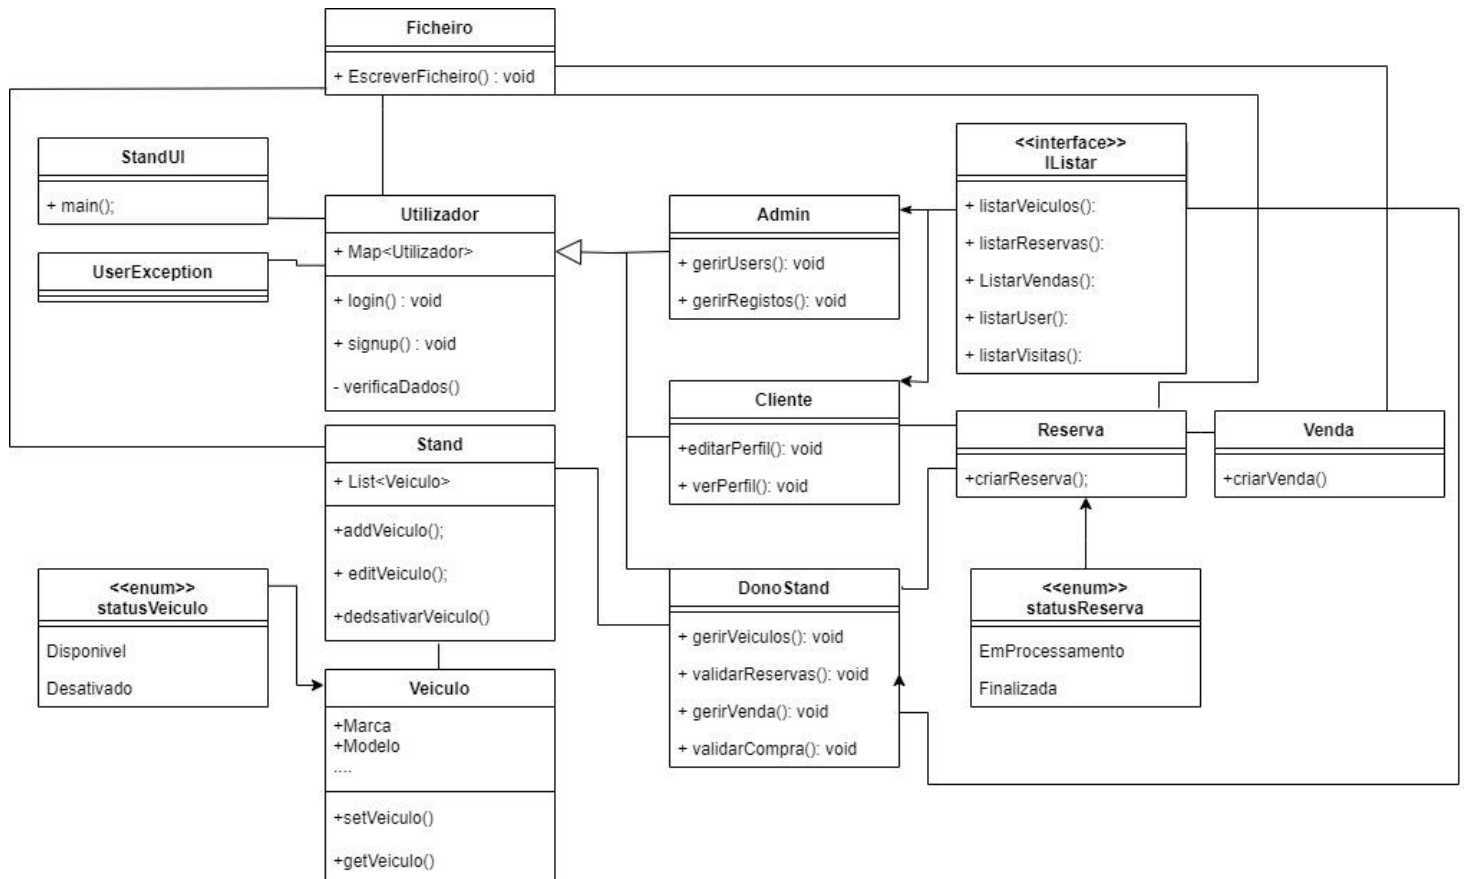 Ficheiro
+ EscreverFicheiro() : void
StandUI
+ main();
UserException
Utilizador
+ Map<Utilizador>
+ login() : void
+ signup() : void
- verificaDados()
Admin
+ gerirUsers(): void
+ gerirRegistos(): void
<<interface>>
IListar
+ listarVeiculos():
+ listarReservas():
+ ListarVendas():
+ listarUser():
+ listarVisitas():
Cliente
+editarPerfil(): void
+ verPerfil(): void
Reserva
+criarReserva();
Venda
+criarVenda()
Stand
+ List<Veiculo>
+addVeiculo();
+ editVeiculo();
+dedsativarVeiculo()
<<enum>>
statusVeiculo
Disponivel
Desativado
DonoStand
+ gerirVeiculos(): void
+ validarReservas(): void
+ gerirVenda(): void
+ validarCompra(): void
<<enum>>
statusReserva
EmProcessamento
Finalizada
Veiculo
+Marca
+Modelo
....
+setVeiculo()
+getVeiculo()